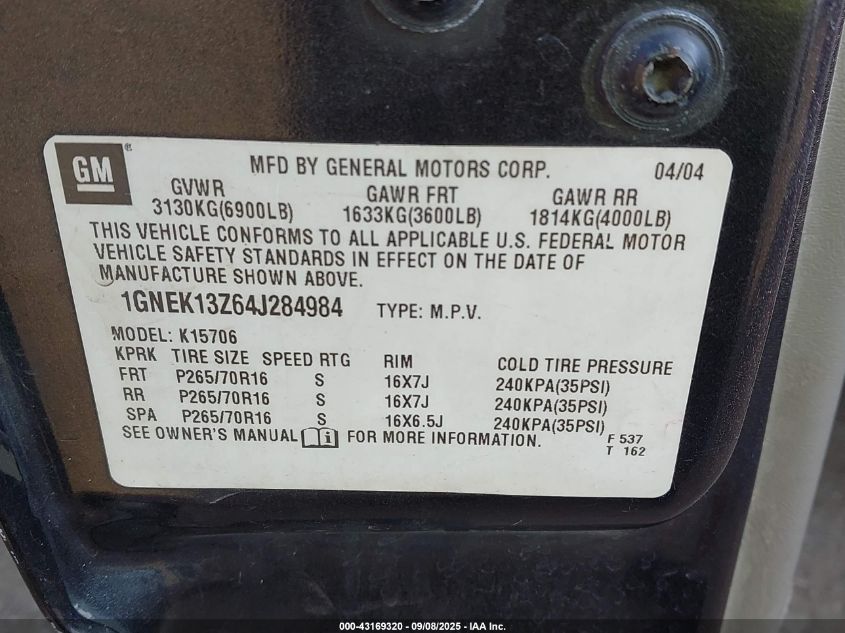 GM ®
MFD BY GENERAL MOTORS CORP. 04/04
GVWR GAWR FRT GAWR RR
3130KG(6900LB) 1633KG(3600LB) 1814KG(4000LB)
THIS VEHICLE CONFORMS TO ALL APPLICABLE U.S. FEDERAL MOTOR
VEHICLE SAFETY STANDARDS IN EFFECT ON THE DATE OF
MANUFACTURE SHOWN ABOVE.
1GNEK13Z64J284984 TYPE: M.P.V.
MODEL: K15706
KPRK TIRE SIZE SPEED RTG RIM COLD TIRE PRESSURE
FRT P265/70R16 S 16X7J 240KPA(35PSI)
RR P265/70R16 S 16X7J 240KPA(35PSI)
SPA P265/70R16 S 16X6.5J 240KPA(35PSI)
SEE OWNER'S MANUAL i FOR MORE INFORMATION. F 537
T 162
000-43169320 - 09/08/2025 - IAA Inc.